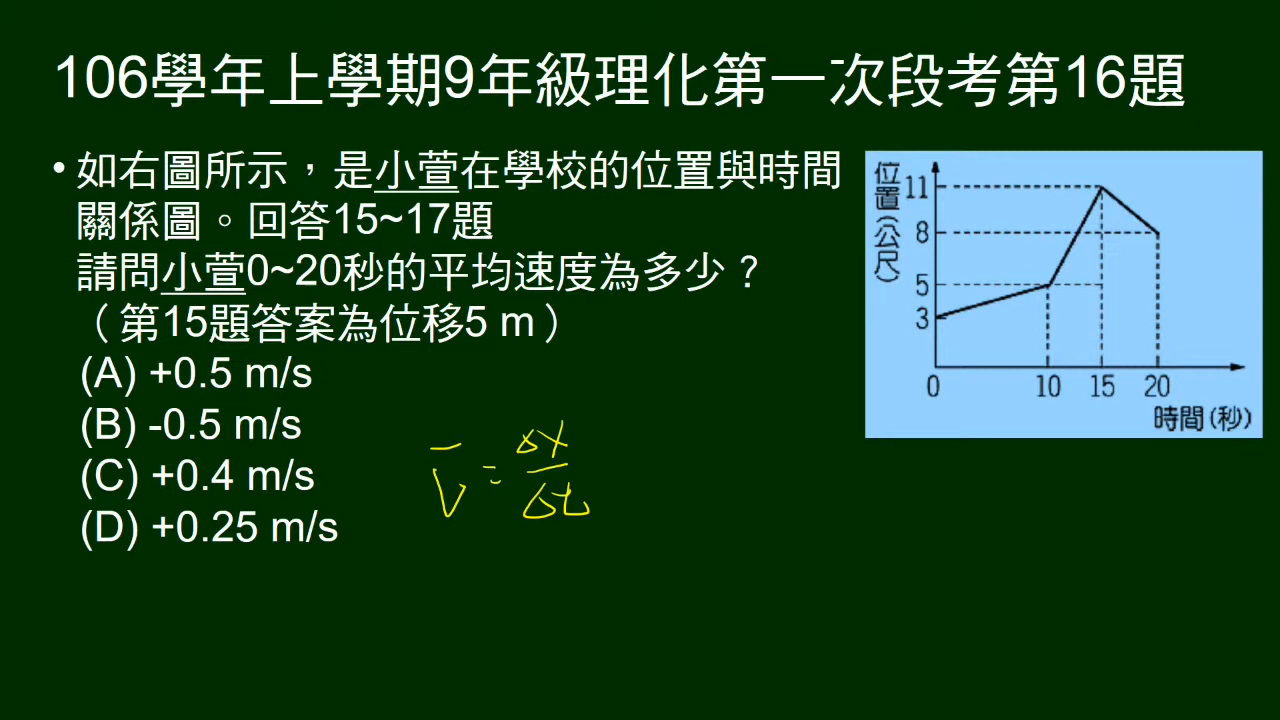 106學年上學期9年級理化第一次段考第16題
•如右圖所示，是小萱在學校的位置與時間
關係圖。回答15~17題
請問小萱0~20秒的平均速度為多少？
（第15題答案為位移5 m）
(A) +0.5 m/s
(B) -0.5 m/s
(C) +0.4 m/s
(D) +0.25 m/s
V̄ = Δx/Δt
位置(公尺)
11
8
5
3
0 10 15 20
時間(秒)